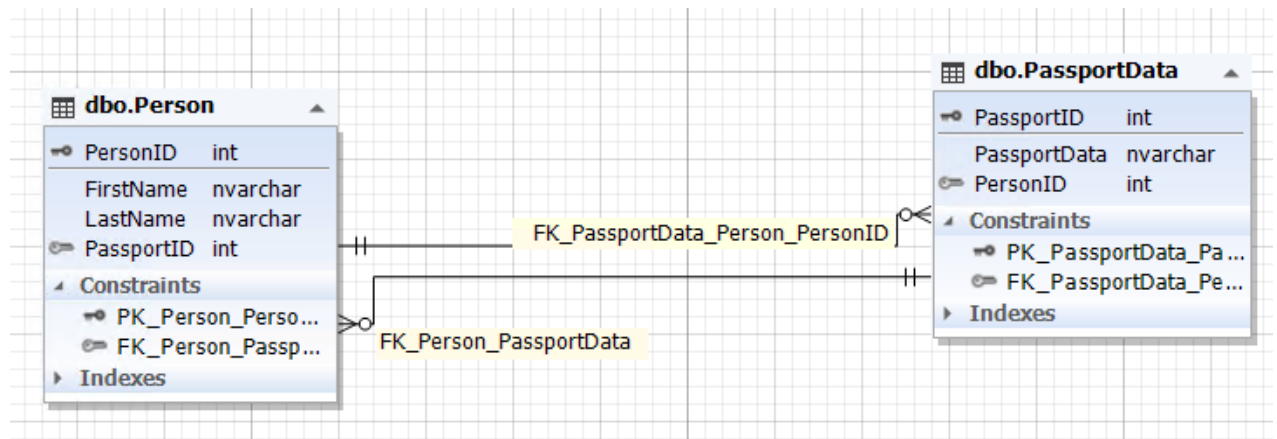 dbo.Person
PersonID int
FirstName nvarchar
LastName nvarchar
PassportID int
Constraints
PK_Person_Perso...
FK_Person_Passp...
Indexes
FK_PassportData_Person_PersonID
FK_Person_PassportData
dbo.PassportData
PassportID int
PassportData nvarchar
PersonID int
Constraints
PK_PassportData_Pa...
FK_PassportData_Pe...
Indexes